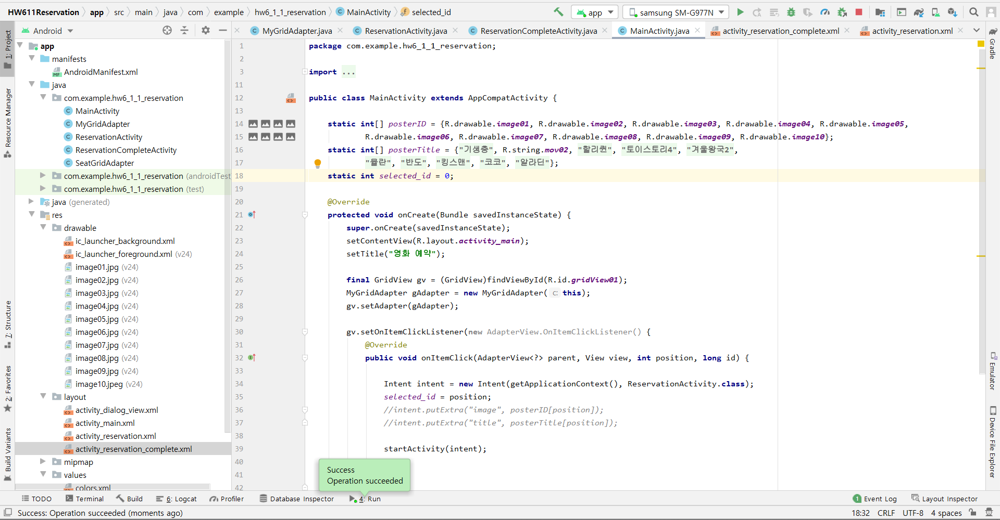 HW611Reservation app src main java com example hw6_1_1_reservation MainActivity selected_id
app samsung SM-G977N
Android
MyGridAdapter.java ReservationActivity.java ReservationCompleteActivity.java MainActivity.java activity_reservation_complete.xml activity_reservation.xml
1: Project
Resource Manager
7: Structure
2: Favorites
Build Variants
app
manifests
AndroidManifest.xml
java
com.example.hw6_1_1_reservation
MainActivity
MyGridAdapter
ReservationActivity
ReservationCompleteActivity
SeatGridAdapter
com.example.hw6_1_1_reservation (androidTest
com.example.hw6_1_1_reservation (test)
java (generated)
res
drawable
ic_launcher_background.xml
ic_launcher_foreground.xml (v24)
image01.jpg (v24)
image02.jpg (v24)
image03.jpg (v24)
image04.jpg (v24)
image05.jpg (v24)
image06.jpg (v24)
image07.jpg (v24)
image08.jpg (v24)
image09.jpg (v24)
image10.jpeg (v24)
layout
activity_dialog_view.xml
activity_main.xml
activity_reservation.xml
activity_reservation_complete.xml
mipmap
values
colors.xml
1 package com.example.hw6_1_1_reservation;
2
3 import ...
11
12 public class MainActivity extends AppCompatActivity {
13
14 static int[] posterID = {R.drawable.image01, R.drawable.image02, R.drawable.image03, R.drawable.image04, R.drawable.image05,
15 R.drawable.image06, R.drawable.image07, R.drawable.image08, R.drawable.image09, R.drawable.image10};
16 static int[] posterTitle = {"기생충", R.string.mov02, "할리퀸", "토이스토리4", "겨울왕국2",
17 "뮬란", "반도", "킹스맨", "코코", "알라딘"};
18 static int selected_id = 0;
19
20 @Override
21 protected void onCreate(Bundle savedInstanceState) {
22 super.onCreate(savedInstanceState);
23 setContentView(R.layout.activity_main);
24 setTitle("영화 예약");
25
26 final GridView gv = (GridView)findViewById(R.id.gridView01);
27 MyGridAdapter gAdapter = new MyGridAdapter( c: this);
28 gv.setAdapter(gAdapter);
29
30 gv.setOnItemClickListener(new AdapterView.OnItemClickListener() {
31 @Override
32 public void onItemClick(AdapterView<?> parent, View view, int position, long id) {
33
34 Intent intent = new Intent(getApplicationContext(), ReservationActivity.class);
35 selected_id = position;
36 //intent.putExtra("image", posterID[position]);
37 //intent.putExtra("title", posterTitle[position]);
38
39 startActivity(intent);
40
41
42
Success
Operation succeeded
Gradle
Emulator
Device File Explorer
TODO Terminal Build 6: Logcat Profiler Database Inspector 4: Run 1 Event Log Layout Inspector
Success: Operation succeeded (moments ago) 18:32 CRLF UTF-8 4 spaces